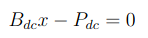 B_{dc}x − P_{dc} = 0